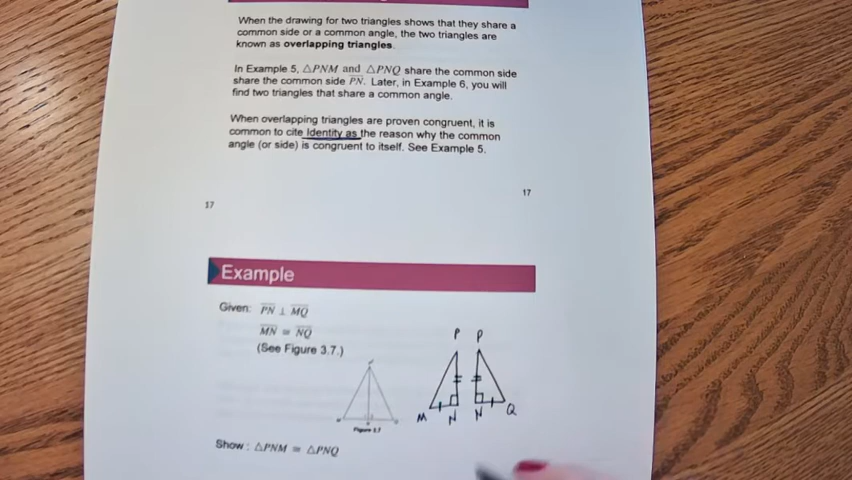 When the drawing for two triangles shows that they share a
common side or a common angle, the two triangles are
known as overlapping triangles.
In Example 5, △PNM and △PNQ share the common side
share the common side PN. Later, in Example 6, you will
find two triangles that share a common angle.
When overlapping triangles are proven congruent, it is
common to cite Identity as the reason why the common
angle (or side) is congruent to itself. See Example 5.
17
17
Example
Given: PN ⊥ MQ
MN ≅ NQ
(See Figure 3.7.)
P P
M N N Q
Figure 3.7
Show : △PNM ≅ △PNQ